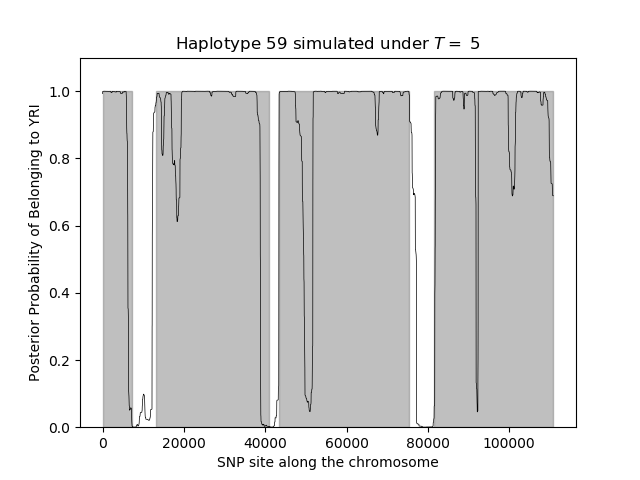 Haplotype 59 simulated under T = 5
Posterior Probability of Belonging to YRI
1.0
0.8
0.6
0.4
0.2
0.0
0 20000 40000 60000 80000 100000
SNP site along the chromosome